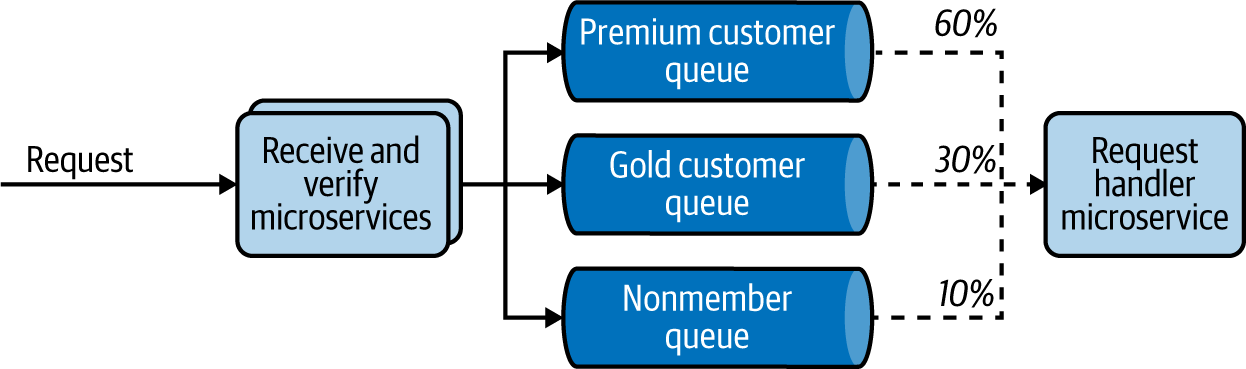 Request
Receive and
verify
microservices
Premium customer
queue
60%
Gold customer
queue
30%
Nonmember
queue
10%
Request
handler
microservice